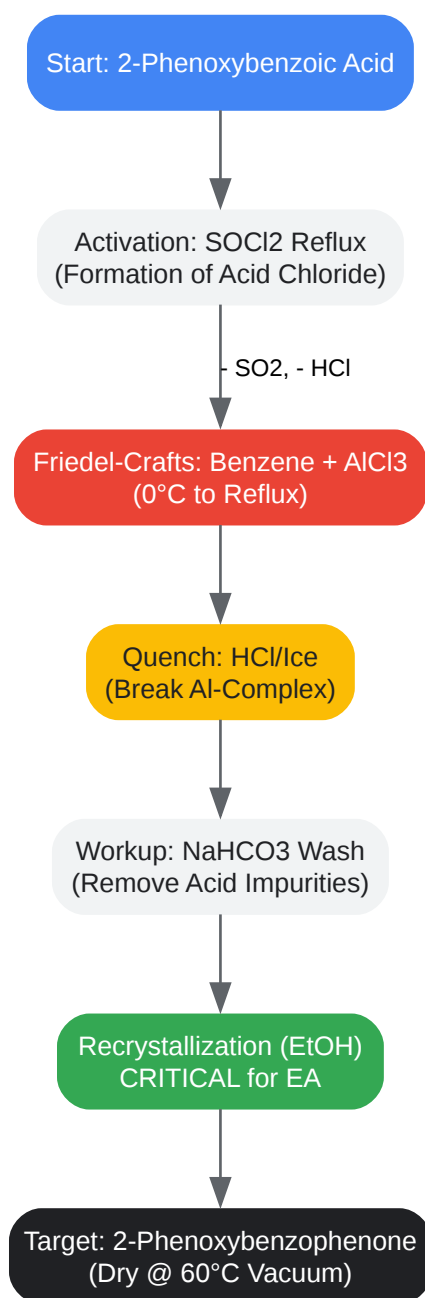 Start: 2-Phenoxybenzoic Acid
Activation: SOCl2 Reflux
(Formation of Acid Chloride)
- SO2, - HCl
Friedel-Crafts: Benzene + AlCl3
(0°C to Reflux)
Quench: HCl/Ice
(Break Al-Complex)
Workup: NaHCO3 Wash
(Remove Acid Impurities)
Recrystallization (EtOH)
CRITICAL for EA
Target: 2-Phenoxybenzophenone
(Dry @ 60°C Vacuum)